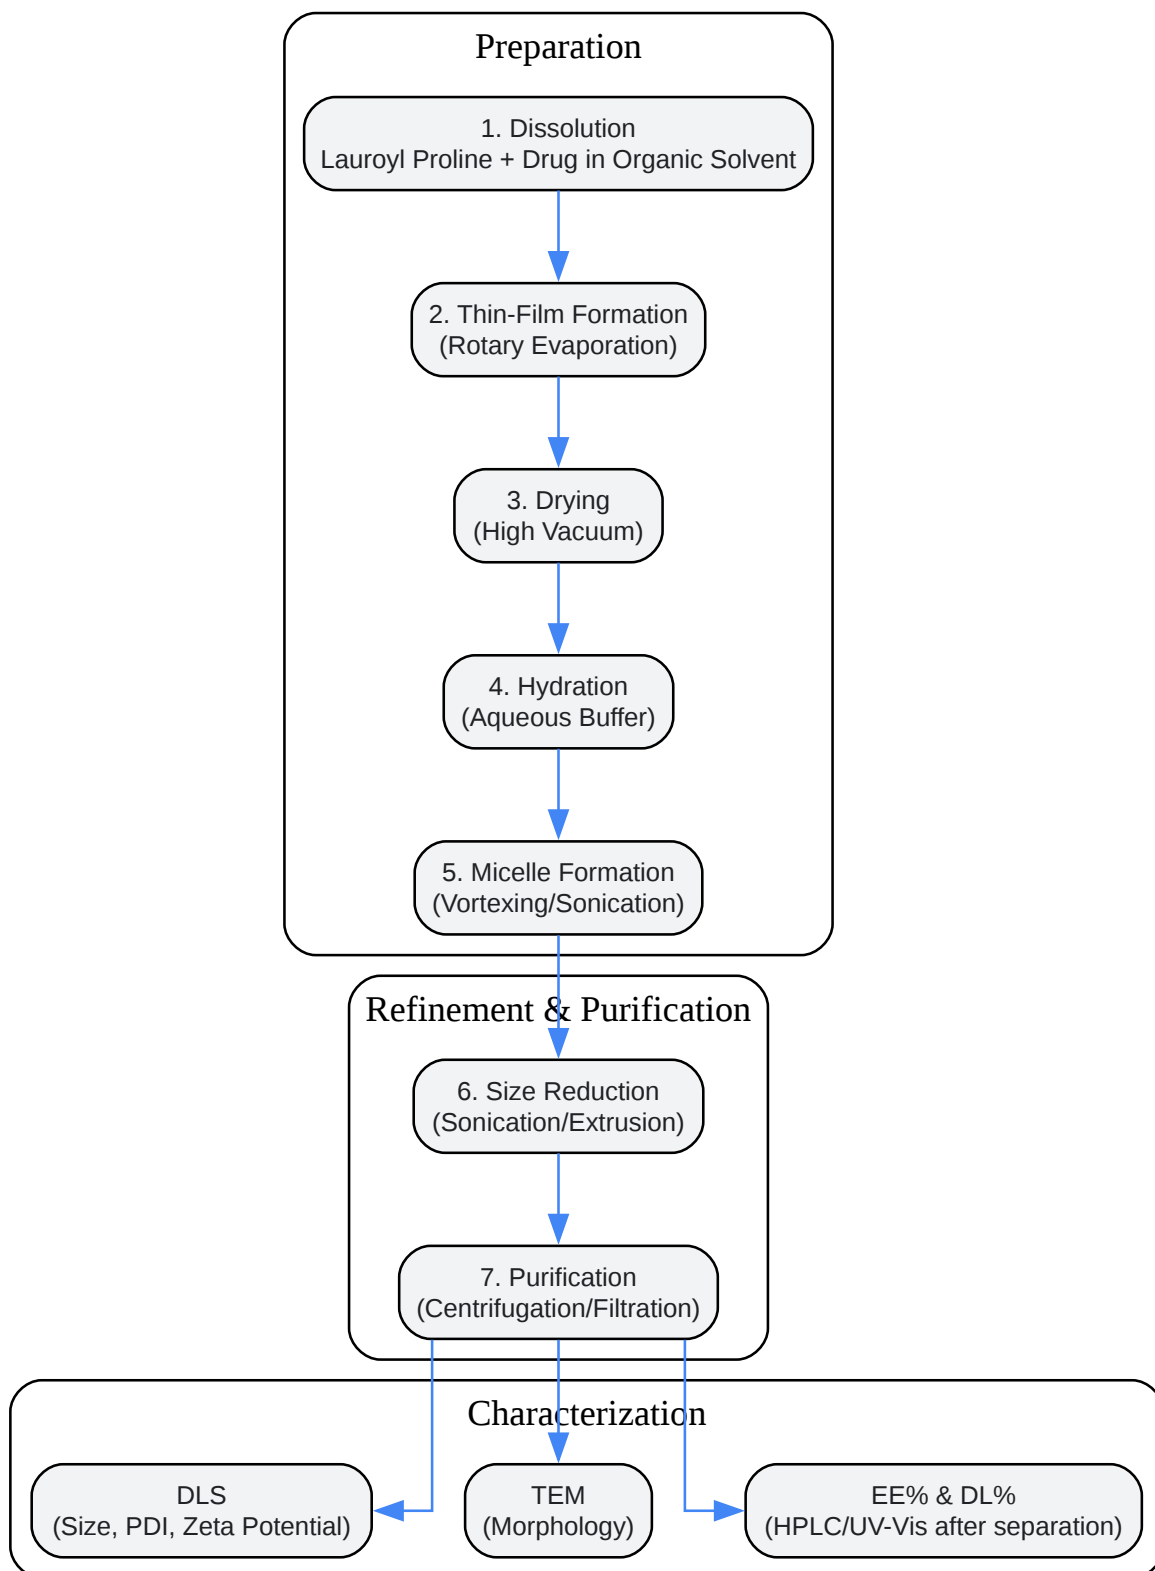 Preparation
1. Dissolution
Lauroyl Proline + Drug in Organic Solvent
2. Thin-Film Formation
(Rotary Evaporation)
3. Drying
(High Vacuum)
4. Hydration
(Aqueous Buffer)
5. Micelle Formation
(Vortexing/Sonication)
Refinement & Purification
6. Size Reduction
(Sonication/Extrusion)
7. Purification
(Centrifugation/Filtration)
Characterization
DLS
(Size, PDI, Zeta Potential)
TEM
(Morphology)
EE% & DL%
(HPLC/UV-Vis after separation)